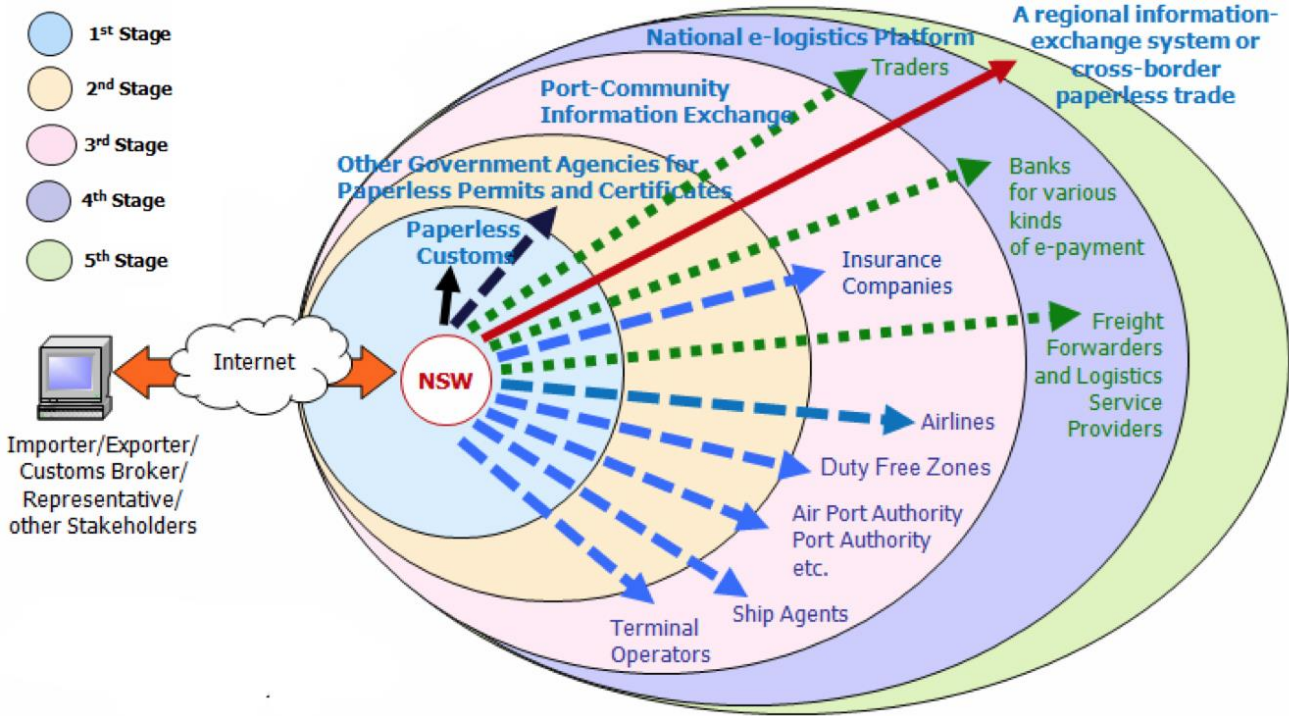 1st Stage
2nd Stage
3rd Stage
4th Stage
5th Stage
A regional information-
exchange system or
cross-border
paperless trade
National e-logistics Platform
Traders
Port-Community
Information Exchange
Other Government Agencies for
Paperless Permits and Certificates
Paperless
Customs
Banks
for various
kinds
of e-payment
Insurance
Companies
Freight
Forwarders
and Logistics
Service
Providers
Internet
NSW
Importer/Exporter/
Customs Broker/
Representative/
other Stakeholders
Airlines
Duty Free Zones
Air Port Authority
Port Authority
etc.
Ship Agents
Terminal
Operators